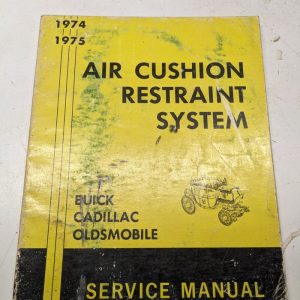 1974
1975
AIR CUSHION
RESTRAINT
SYSTEM
BUICK
CADILLAC
OLDSMOBILE
SERVICE MANUAL